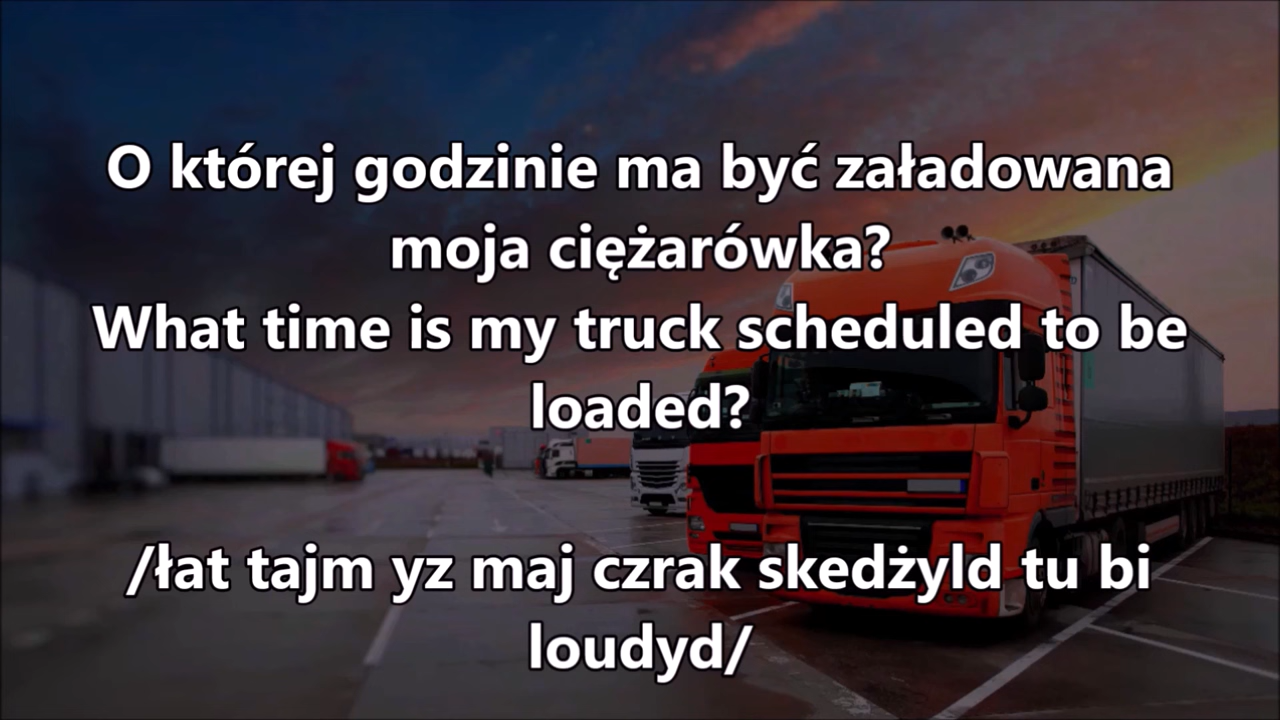 O której godzinie ma być załadowana
moja ciężarówka?
What time is my truck scheduled to be
loaded?
/łat tajm yz maj czrak skedżyld tu bi
loudyd/